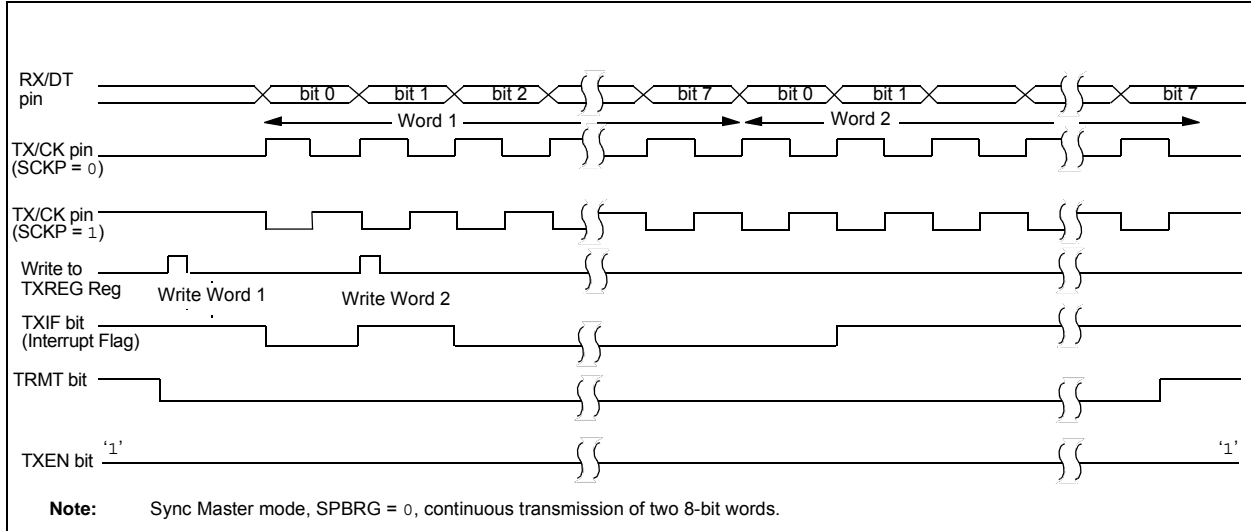 RX/DT
pin
bit 0 bit 1 bit 2 bit 7 bit 0 bit 1 bit 7
Word 1 Word 2
TX/CK pin
(SCKP = 0)
TX/CK pin
(SCKP = 1)
Write to
TXREG Reg
Write Word 1 Write Word 2
TXIF bit
(Interrupt Flag)
TRMT bit
TXEN bit '1' '1'
Note: Sync Master mode, SPBRG = 0, continuous transmission of two 8-bit words.